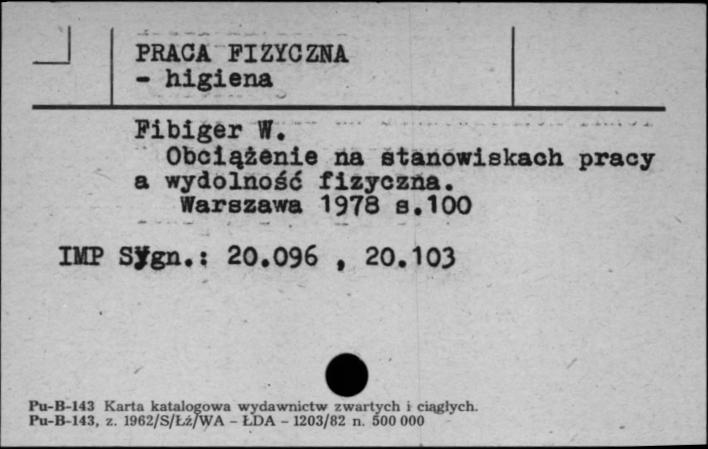 PRACA FIZYCZNA
- higiena
Fibiger W.
Obciążenie na stanowiskach pracy
a wydolność fizyczna.
Warszawa 1978 s.100
IMP Sygn.: 20.096 , 20.103
Pu-B-143 Karta katalogowa wydawnictw zwartych i ciągłych.
Pu-B-143, z. 1962/S/Łż/WA - ŁDA - 1203/82 n. 500 000